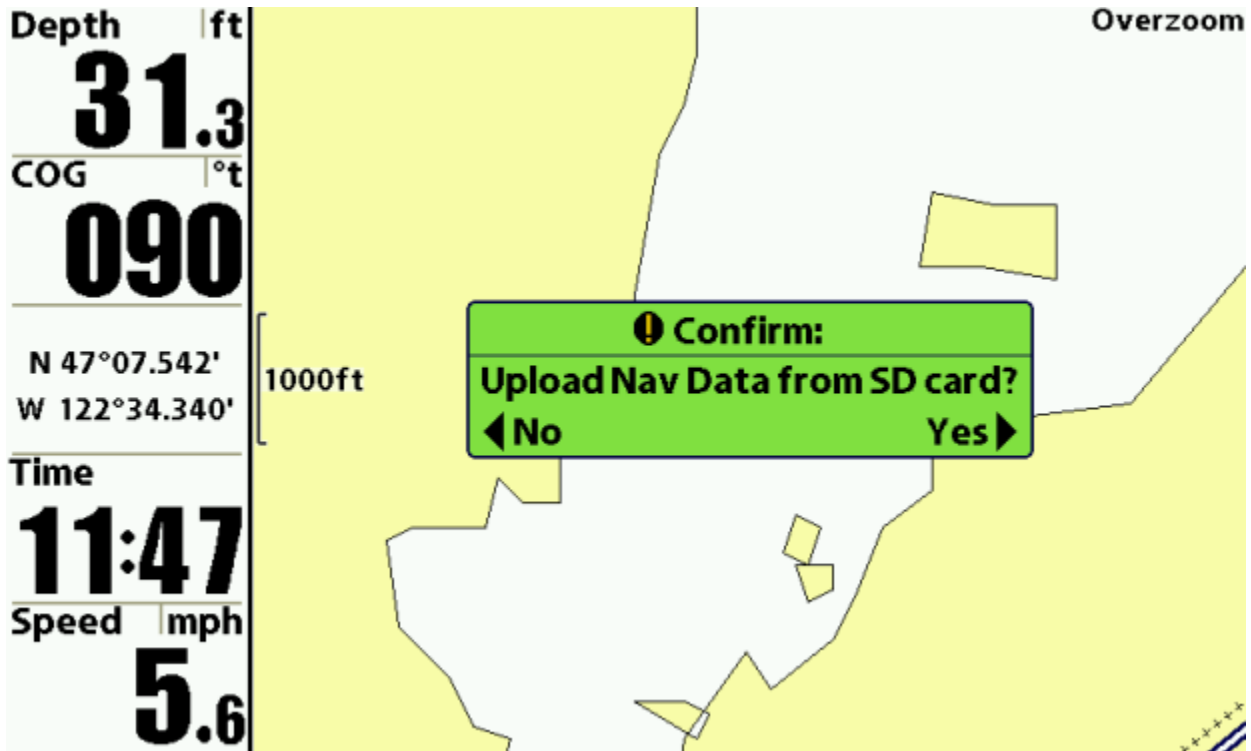 Depth ft
31.3
COG °t
090
N 47°07.542'
W 122°34.340'
Time
11:47
Speed mph
5.6
Overzoom
1000ft
Confirm:
Upload Nav Data from SD card?
No Yes